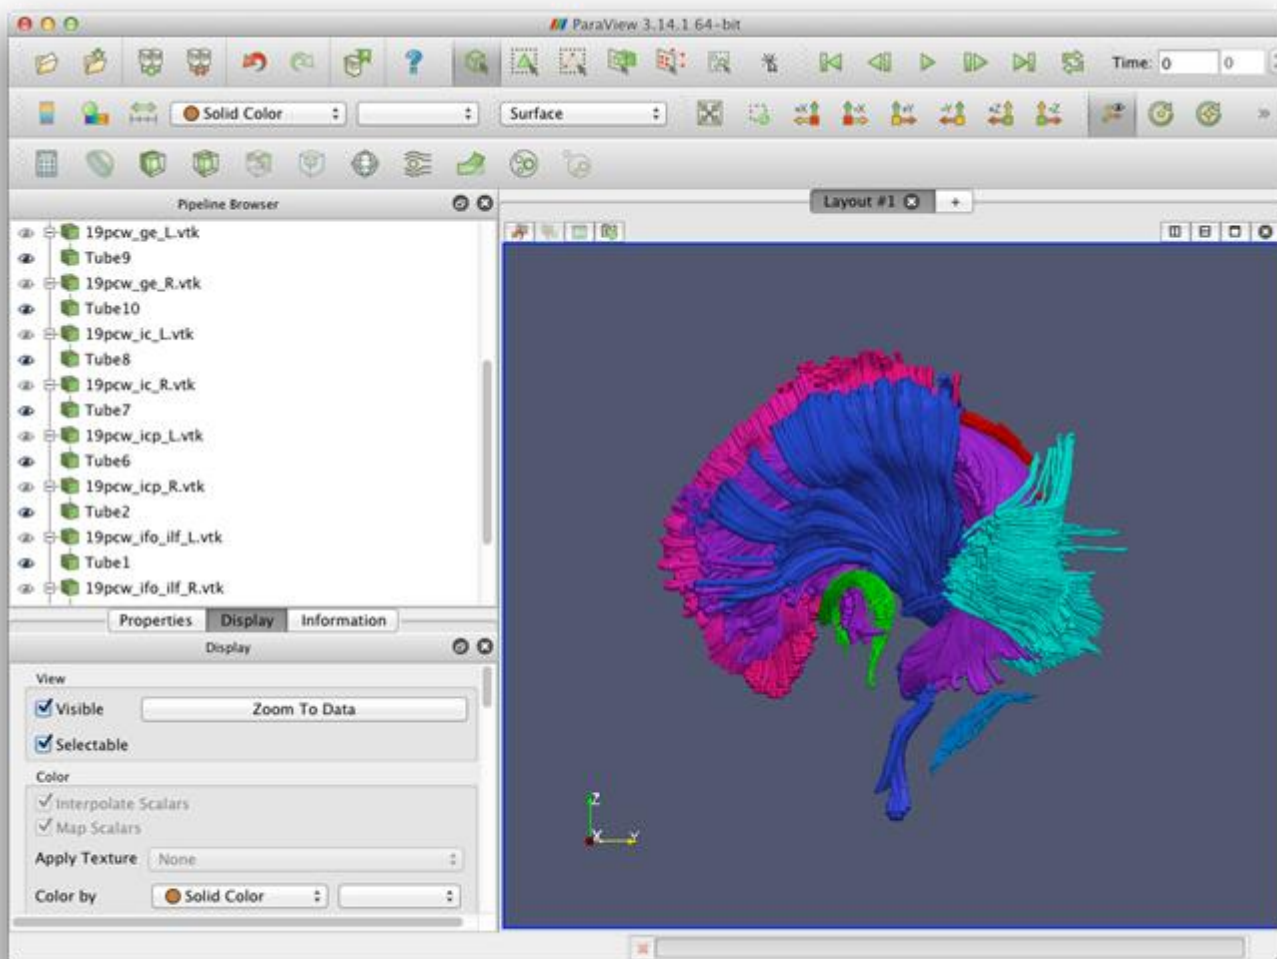 ParaView 3.14.1 64-bit
Time: 0 0
Solid Color Surface
Pipeline Browser
Layout #1 +
19pcw_ge_L.vtk
Tube9
19pcw_ge_R.vtk
Tube10
19pcw_ic_L.vtk
Tube8
19pcw_ic_R.vtk
Tube7
19pcw_icp_L.vtk
Tube6
19pcw_icp_R.vtk
Tube2
19pcw_ifo_ilf_L.vtk
Tube1
19pcw_ifo_ilf_R.vtk
Properties Display Information
Display
View
Visible Zoom To Data
Selectable
Color
Interpolate Scalars
Map Scalars
Apply Texture None
Color by Solid Color
Z
X Y